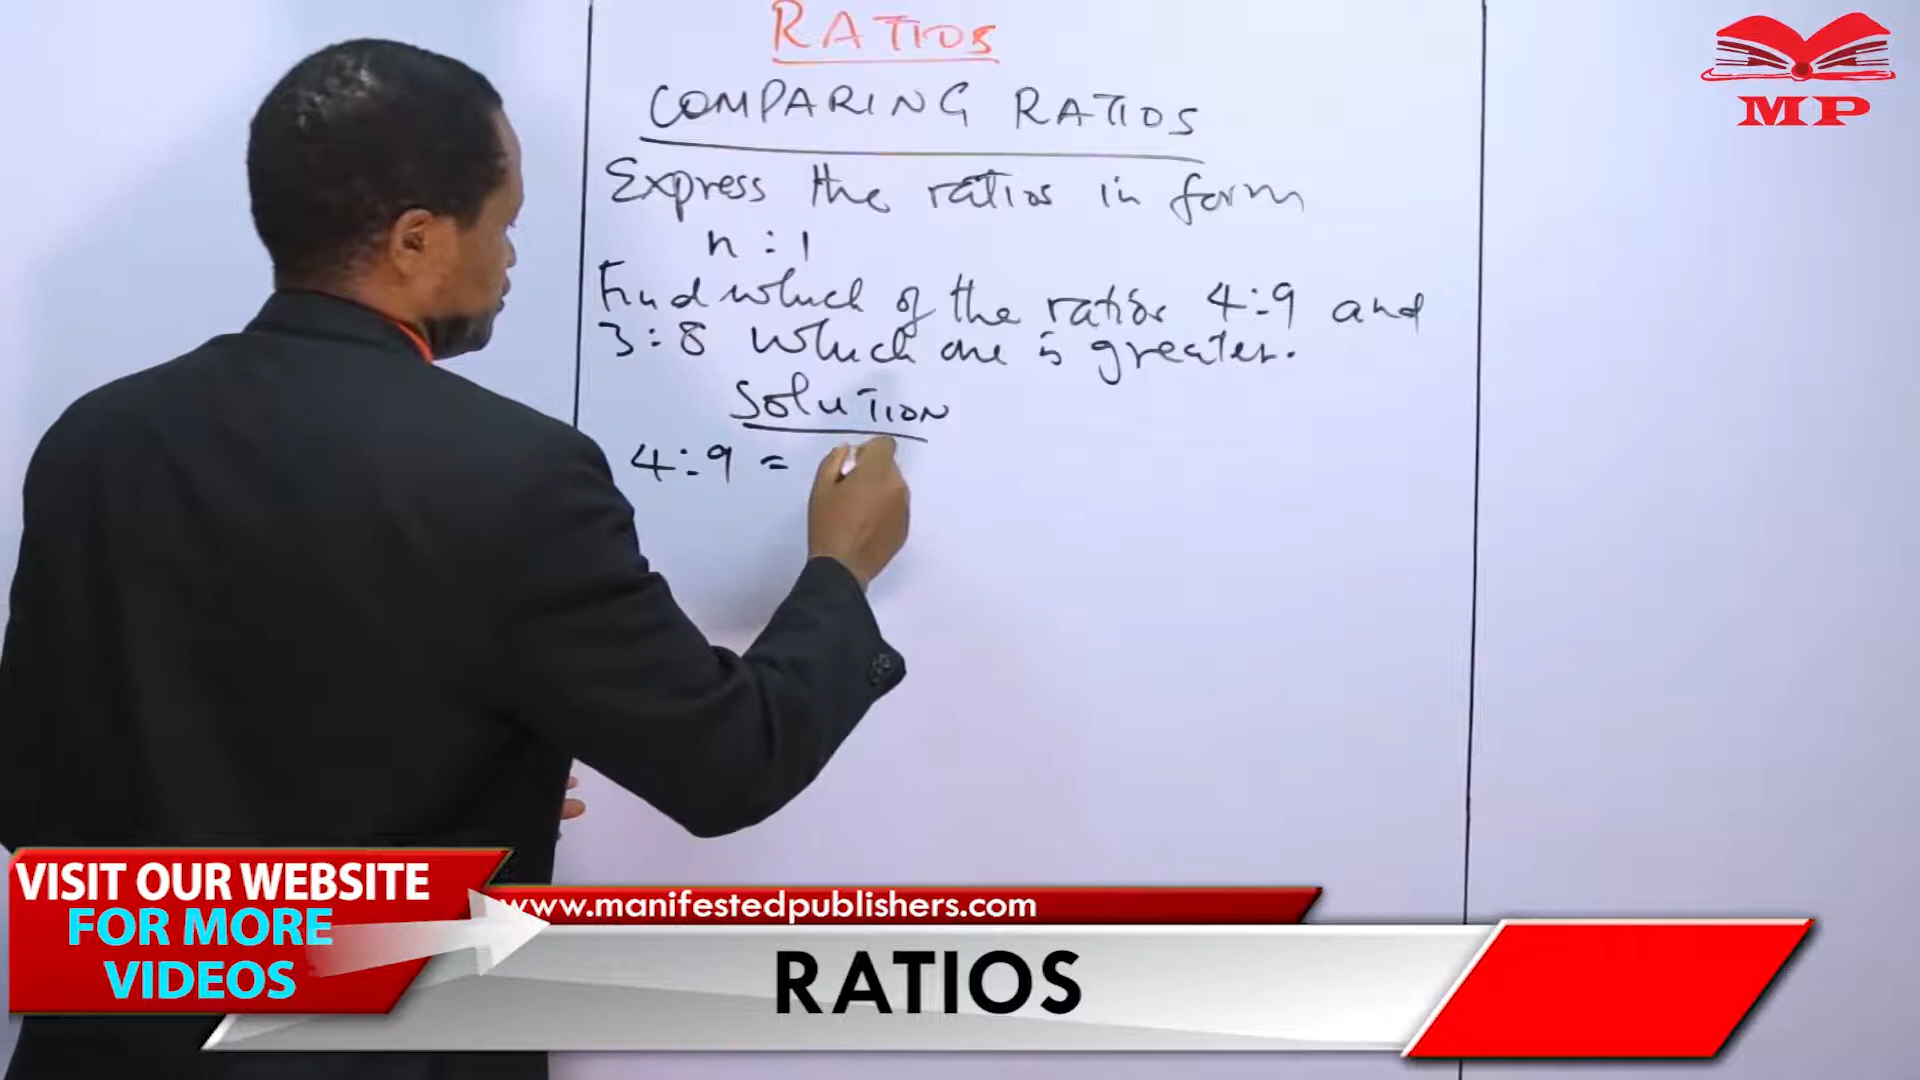 RATIOS
COMPARING RATIOS
Express the ratios in form
n : 1
Find which of the ratios 4:9 and
3:8 which one is greater.
SOLUTION
4:9 =
MP
VISIT OUR WEBSITE
FOR MORE
VIDEOS
www.manifestedpublishers.com
RATIOS